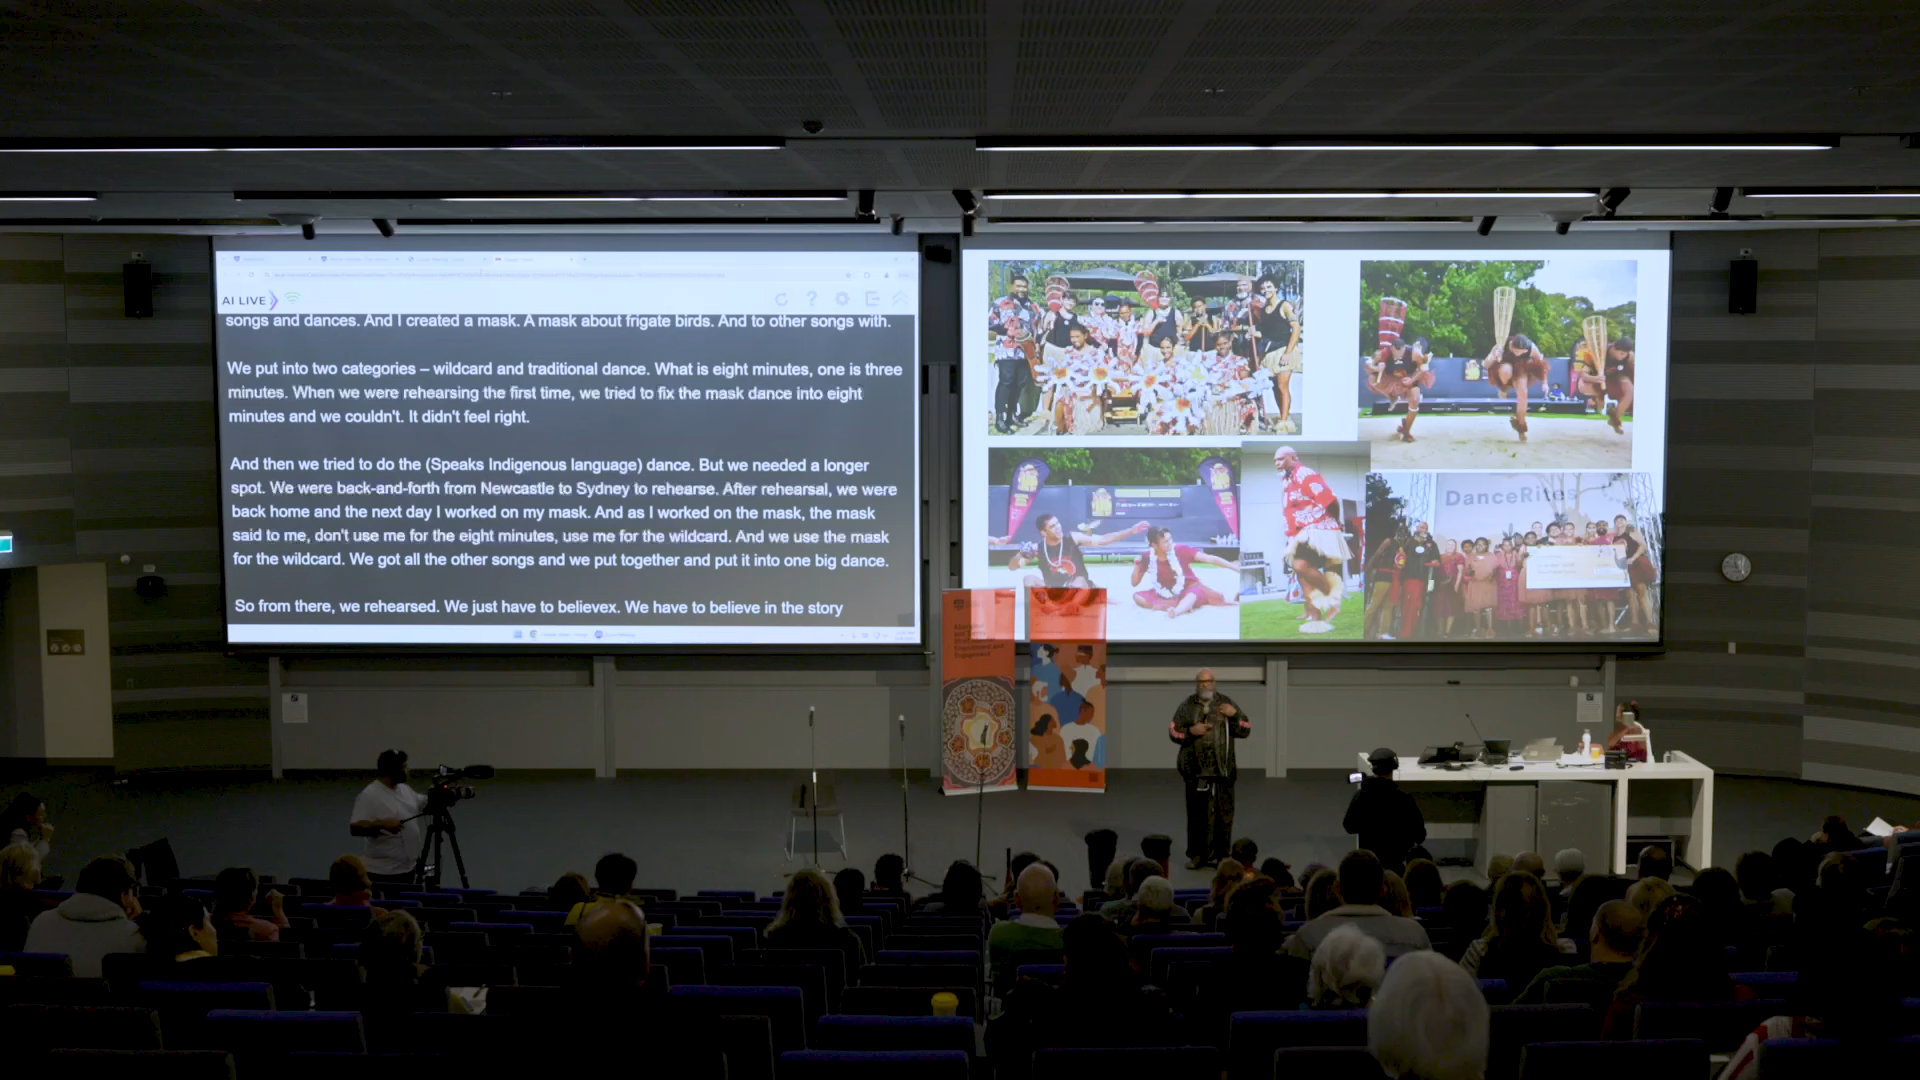 AI LIVE
songs and dances. And I created a mask. A mask about frigate birds. And to other songs with.
We put into two categories – wildcard and traditional dance. What is eight minutes, one is three
minutes. When we were rehearsing the first time, we tried to fix the mask dance into eight
minutes and we couldn't. It didn't feel right.
And then we tried to do the (Speaks Indigenous language) dance. But we needed a longer
spot. We were back-and-forth from Newcastle to Sydney to rehearse. After rehearsal, we were
back home and the next day I worked on my mask. And as I worked on the mask, the mask
said to me, don't use me for the eight minutes, use me for the wildcard. And we use the mask
for the wildcard. We got all the other songs and we put together and put it into one big dance.
So from there, we rehearsed. We just have to believex. We have to believe in the story
DanceRites